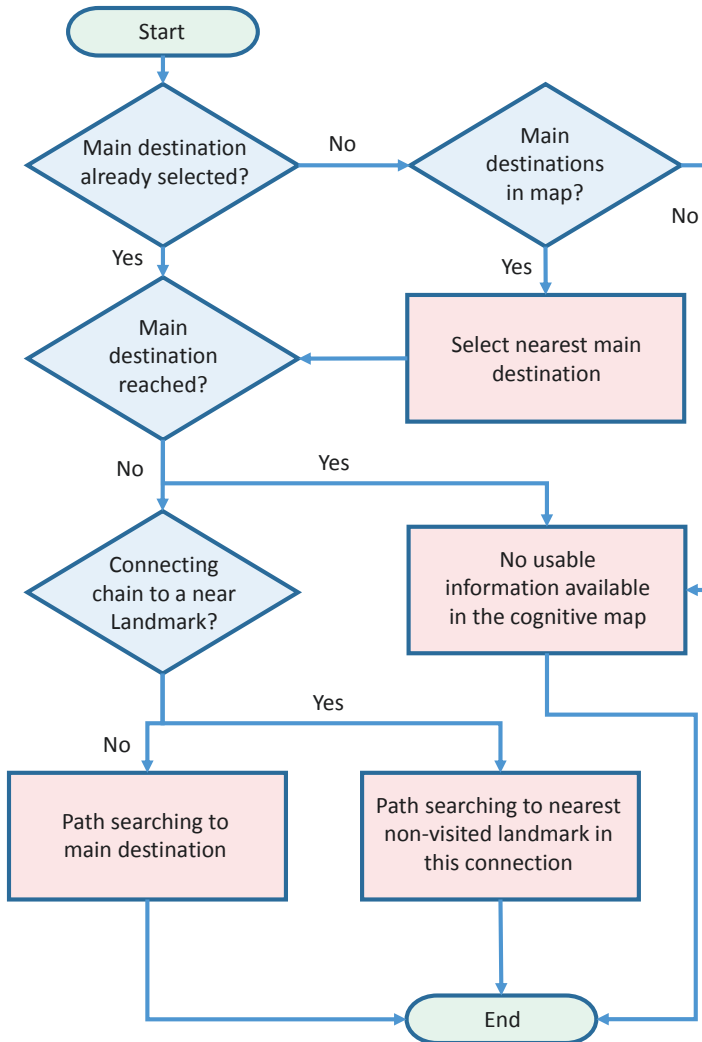 Start
Main destination
already selected?
No
Main
destinations
in map?
No
Yes
Yes
Main
destination
reached?
Select nearest main
destination
No
Yes
Connecting
chain to a near
Landmark?
No usable
information available
in the cognitive map
Yes
No
Path searching to
main destination
Path searching to nearest
non-visited landmark in
this connection
End